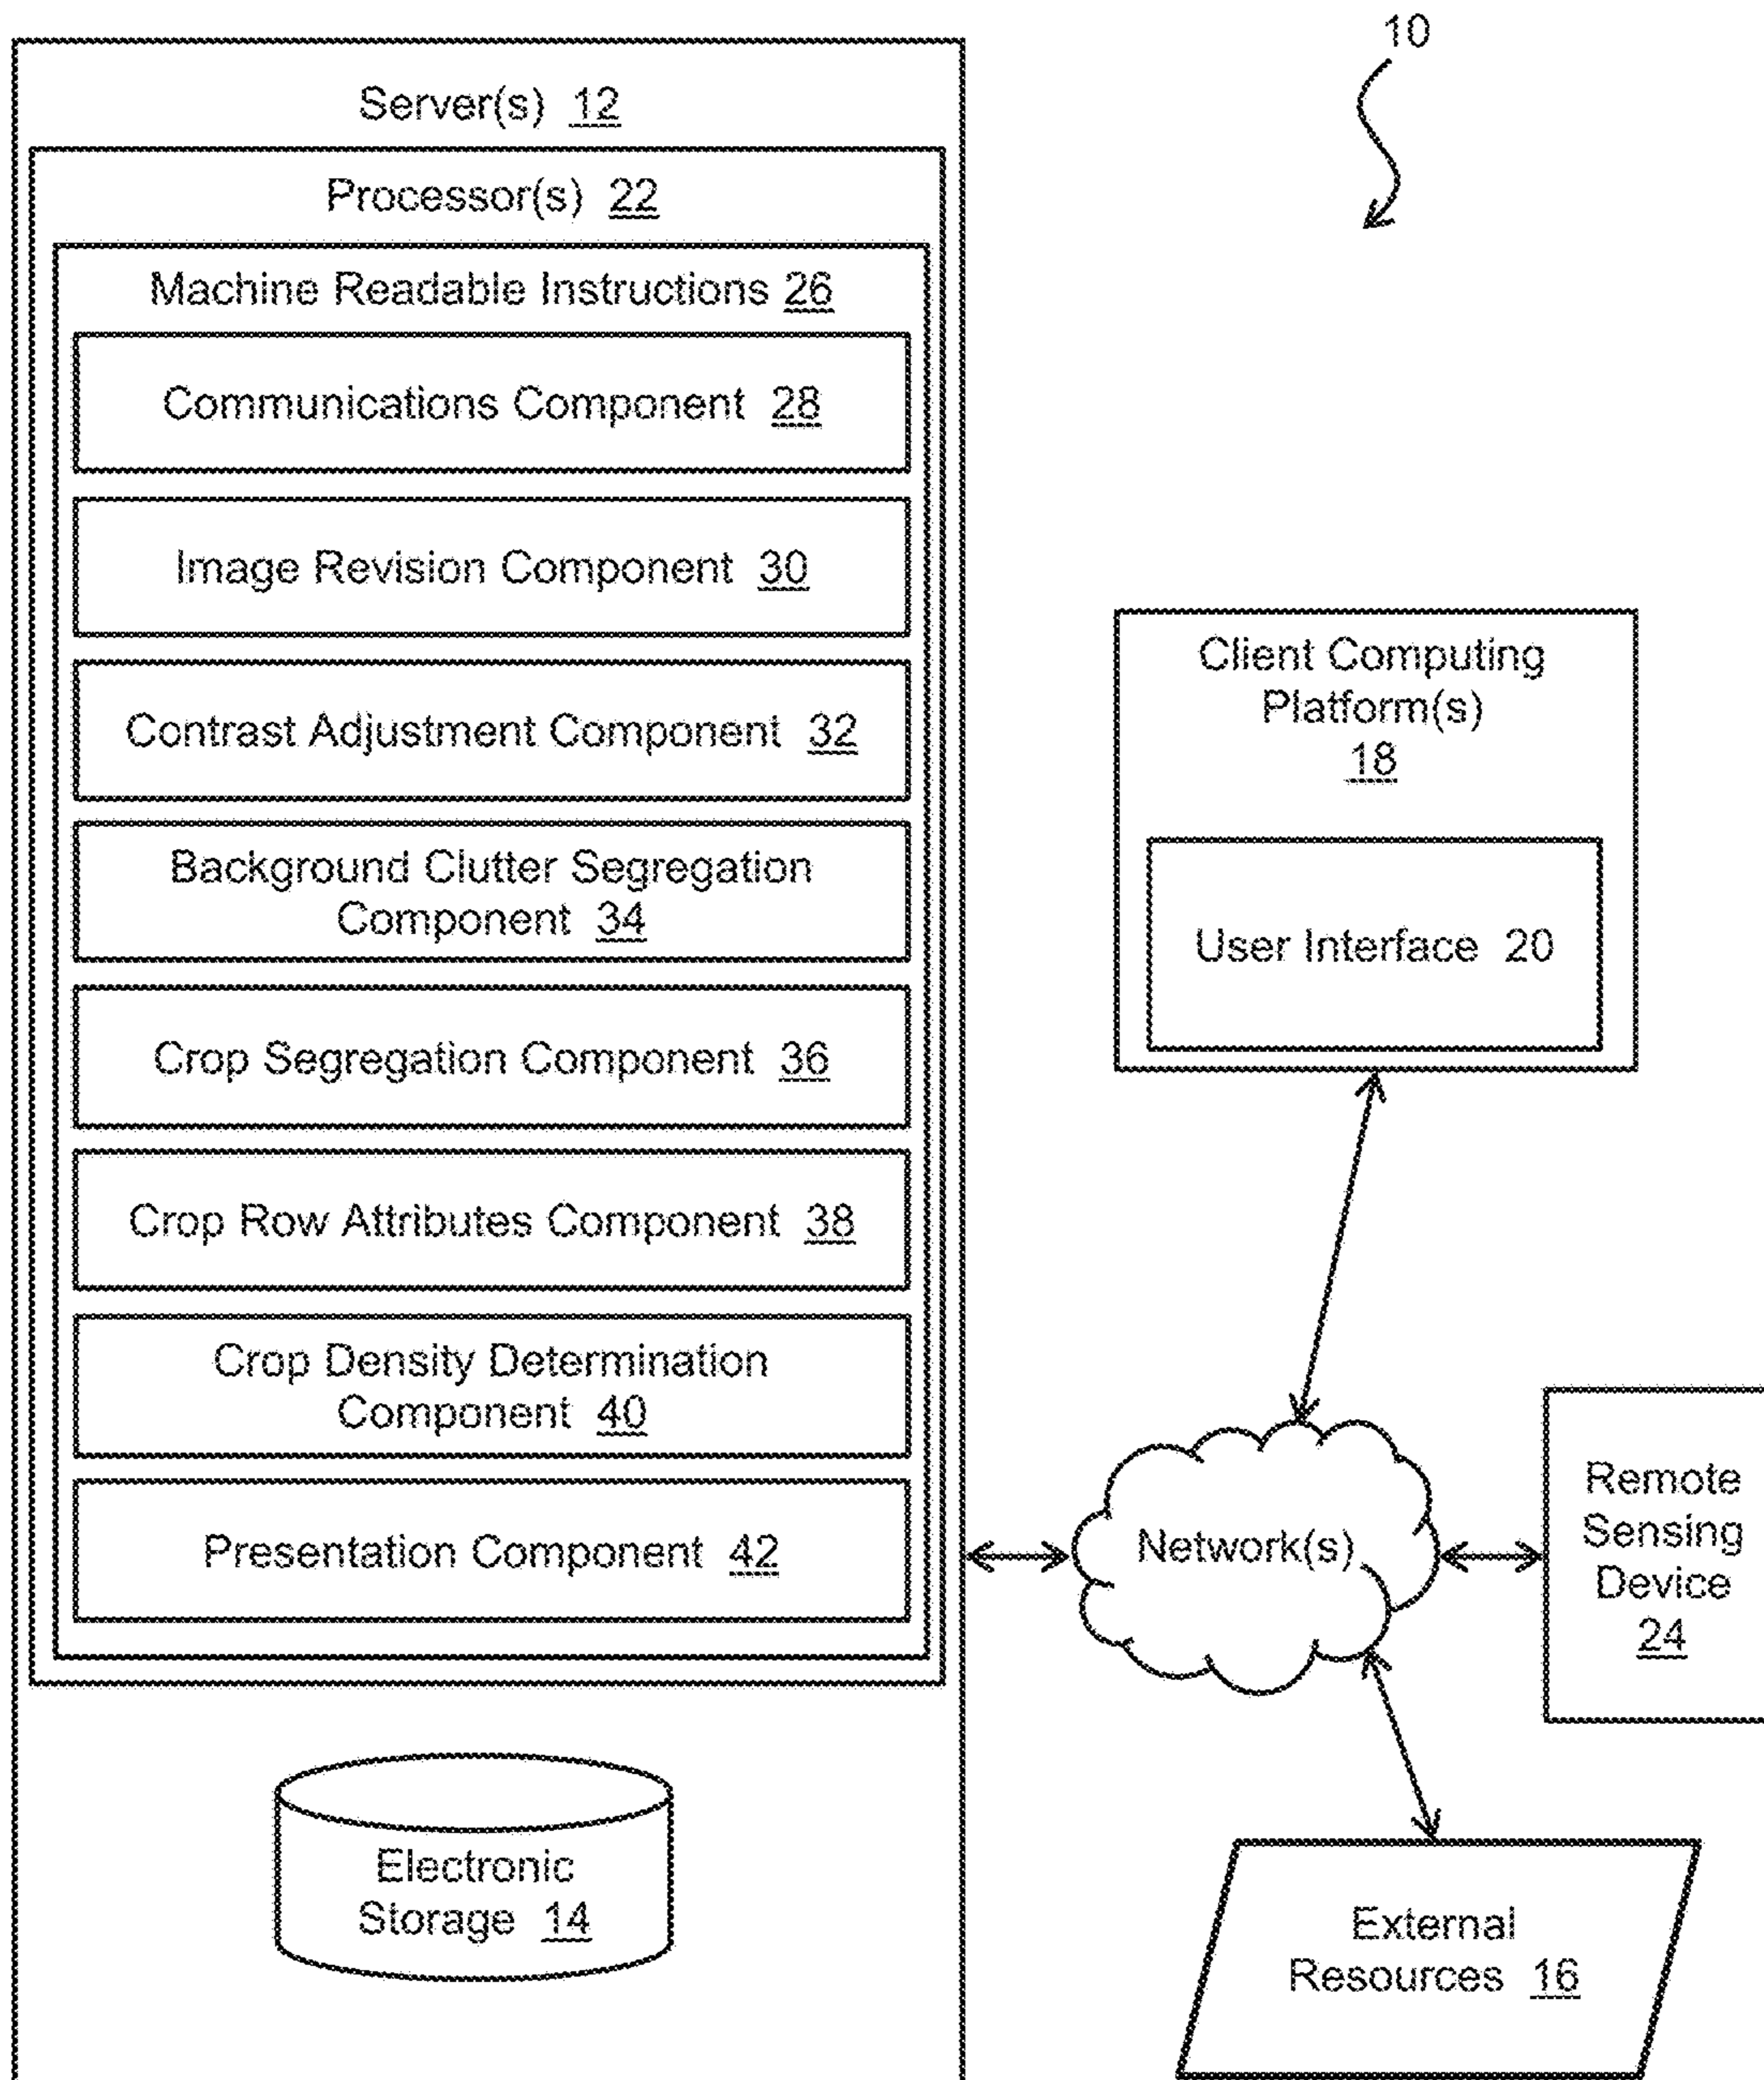 10
Server(s) 12
Processor(s) 22
Machine Readable Instructions 26
Communications Component 28
Image Revision Component 30
Contrast Adjustment Component 32
Background Clutter Segregation
Component 34
Crop Segregation Component 36
Crop Row Attributes Component 38
Crop Density Determination
Component 40
Presentation Component 42
Electronic
Storage 14
Client Computing
Platform(s)
18
User Interface 20
Network(s)
Remote
Sensing
Device
24
External
Resources 16